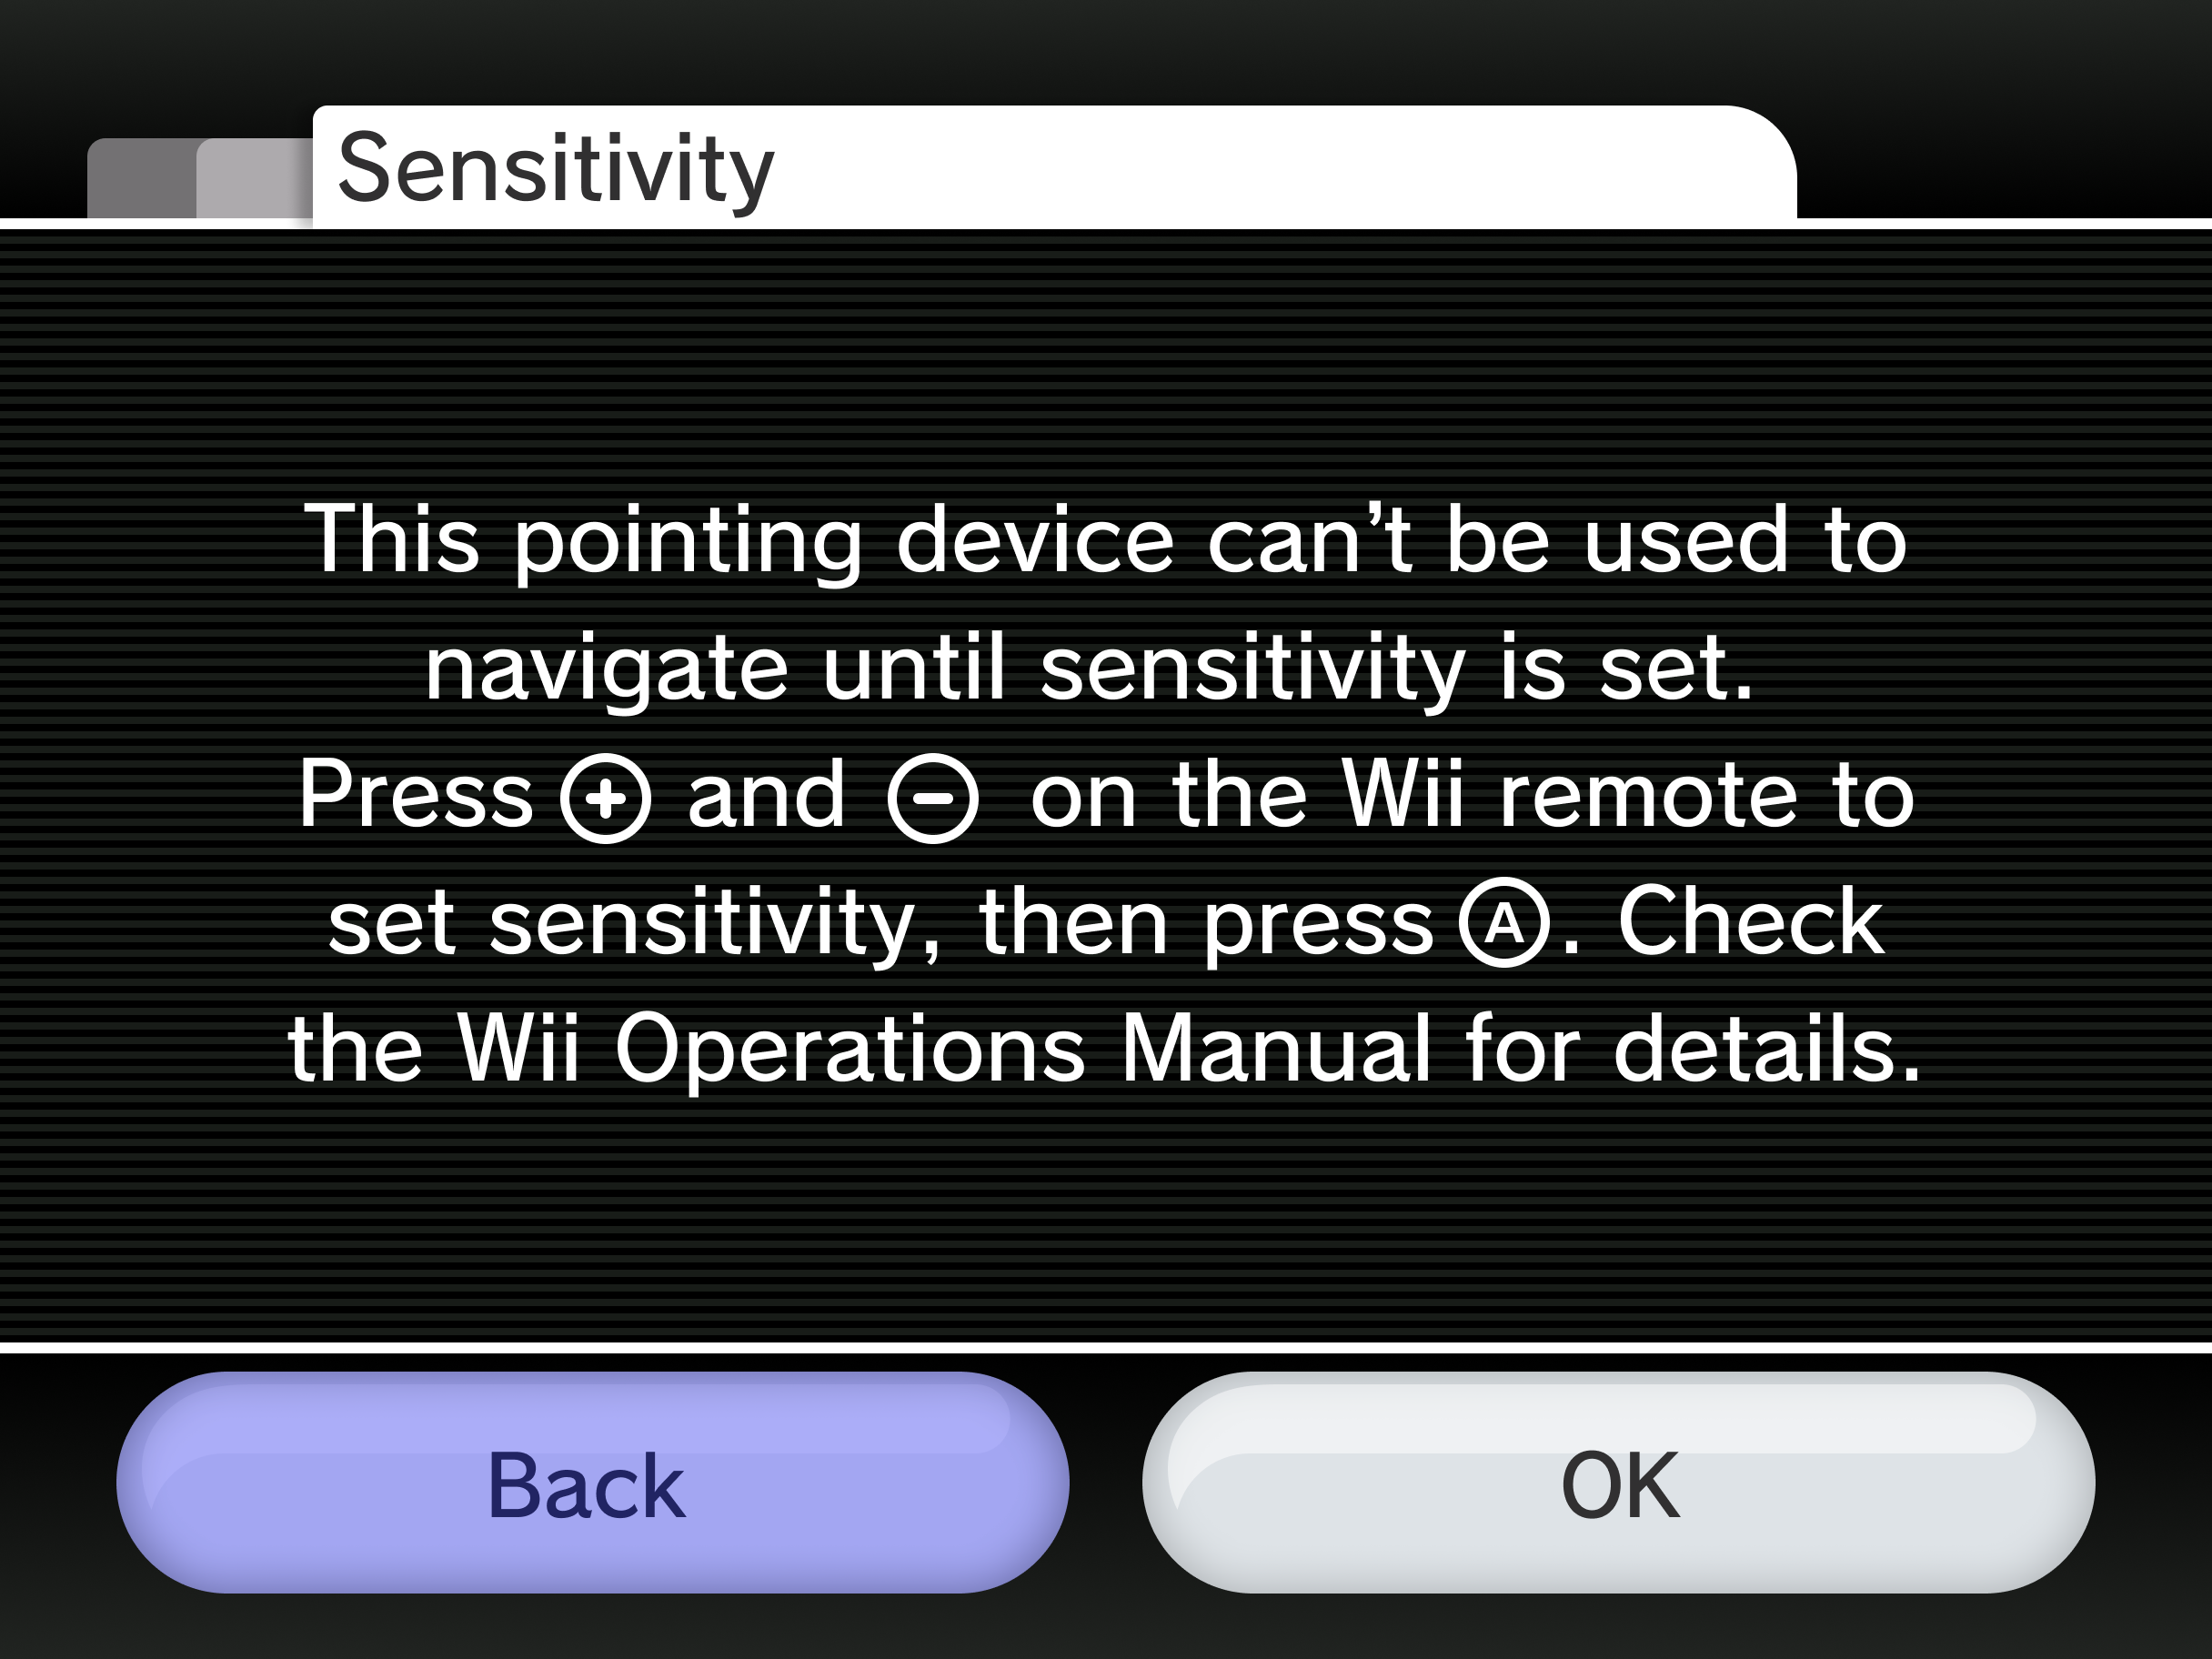 Sensitivity
This pointing device can’t be used to
navigate until sensitivity is set.
Press ⊕ and ⊖ on the Wii remote to
set sensitivity, then press Ⓐ. Check
the Wii Operations Manual for details.
Back
OK